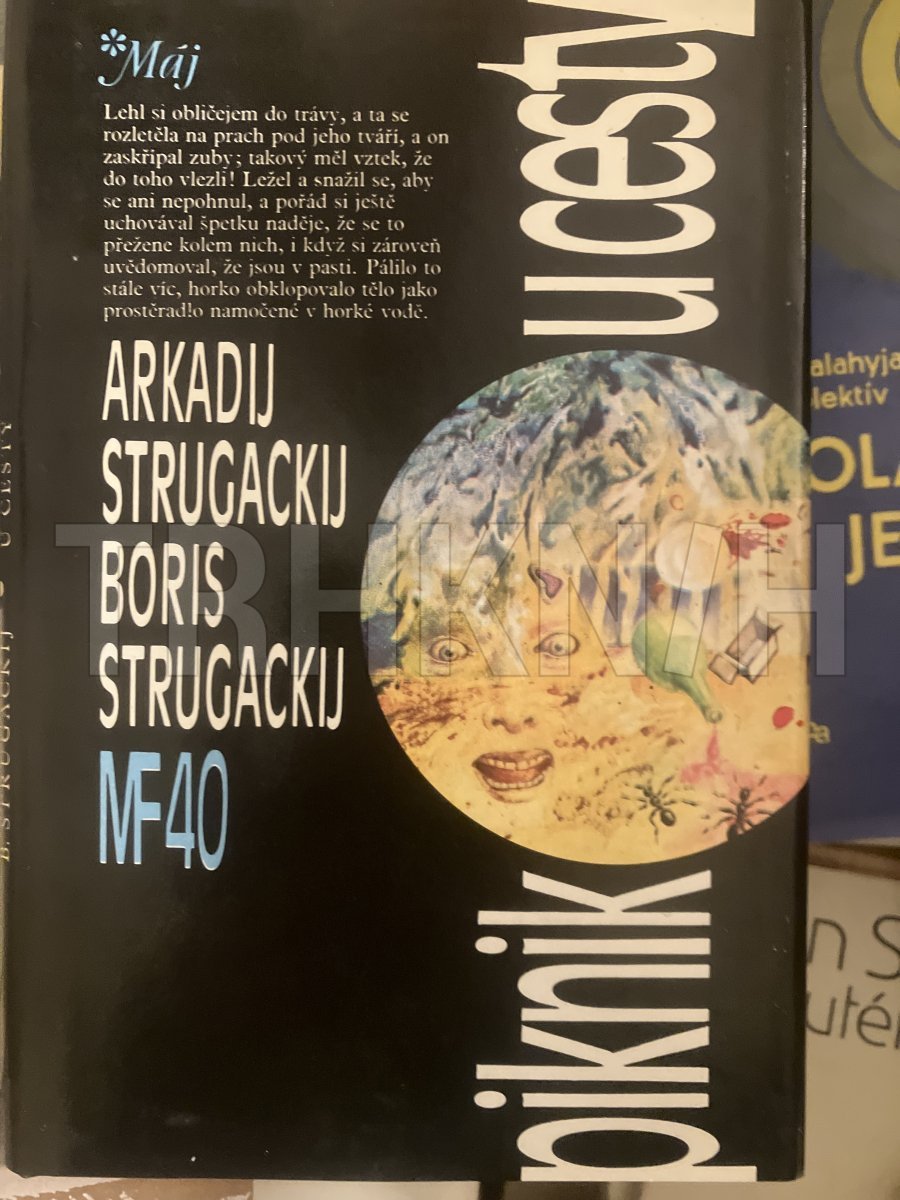 *Máj
Lehl si obličejem do trávy, a ta se
rozletěla na prach pod jeho tváří, a on
zaskřípal zuby; takový měl vztek, že
do toho vlezli! Ležel a snažil se, aby
se ani nepohnul, a pořád si ještě
uchovával špetku naděje, že se to
přežene kolem nich, i když si zároveň
uvědomoval, že jsou v pasti. Pálilo to
stále víc, horko obklopovalo tělo jako
prostěradlo namočené v horké vodě.
ARKADIJ
STRUGACKIJ
BORIS
STRUGACKIJ
MF40
piknik u cesty
B. STRUGACKIJ
U CESTY
TBHKN/H